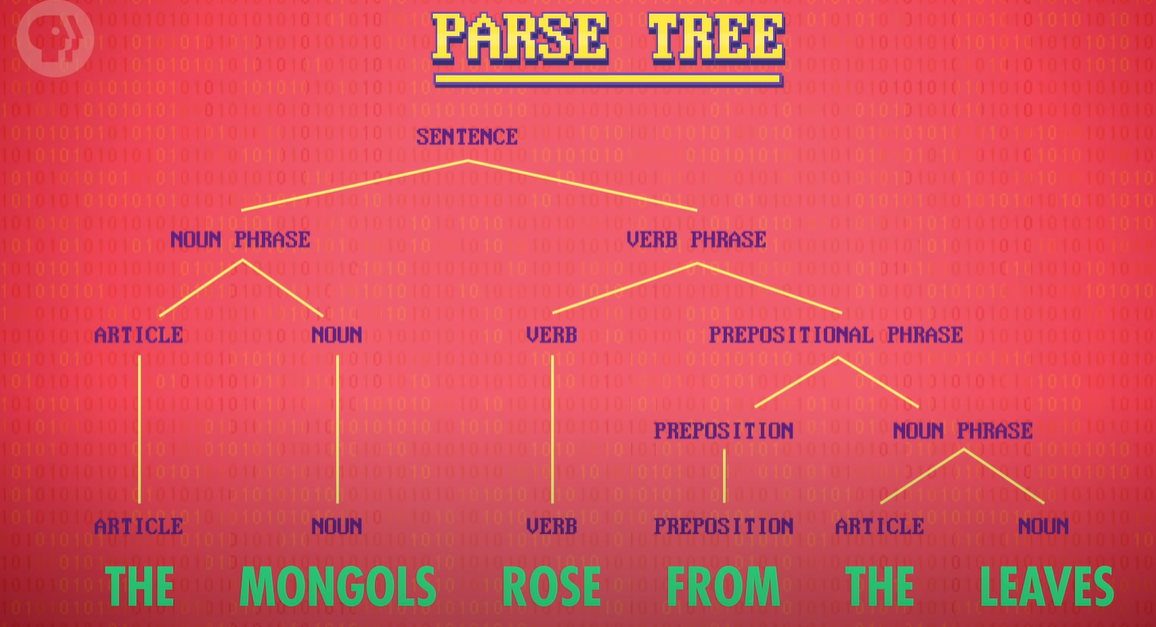 PARSE TREE
SENTENCE
NOUN PHRASE VERB PHRASE
ARTICLE NOUN VERB PREPOSITIONAL PHRASE
PREPOSITION NOUN PHRASE
ARTICLE NOUN VERB PREPOSITION ARTICLE NOUN
THE MONGOLS ROSE FROM THE LEAVES